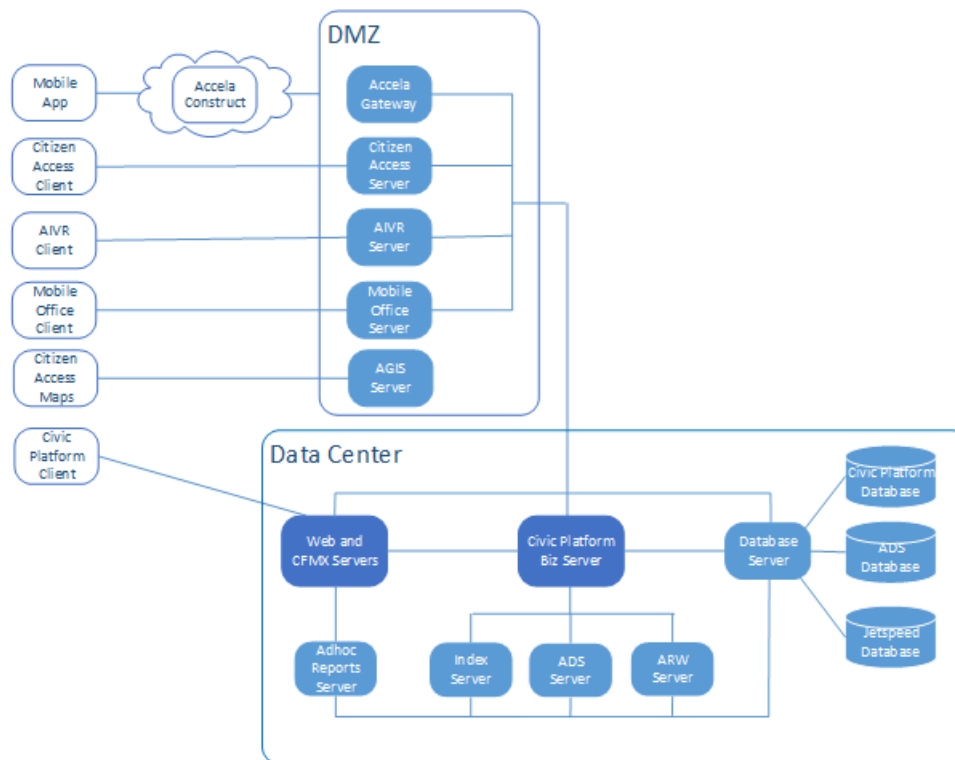 DMZ
Mobile
App
Accela
Construct
Accela
Gateway
Citizen
Access
Client
Citizen
Access
Server
AIVR
Client
AIVR
Server
Mobile
Office
Client
Mobile
Office
Server
Citizen
Access
Maps
AGIS
Server
Civic
Platform
Client
Data Center
Civic Platform
Database
Web and
CFMX Servers
Civic Platform
Biz Server
Database
Server
ADS
Database
Jetspeed
Database
Adhoc
Reports
Server
Index
Server
ADS
Server
ARW
Server